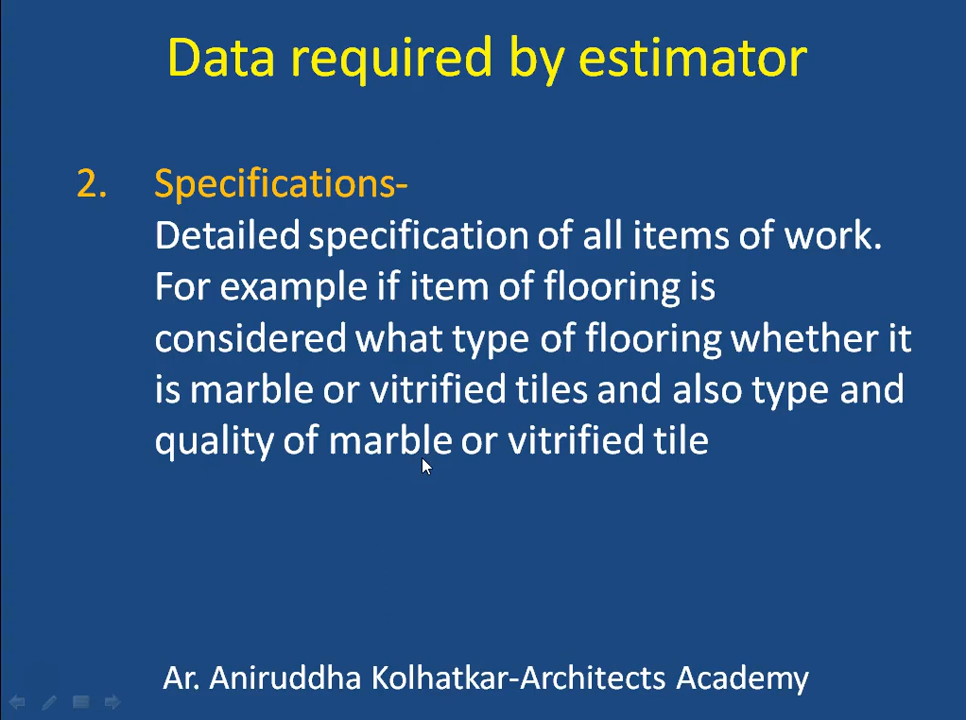 Data required by estimator
2. Specifications-
Detailed specification of all items of work.
For example if item of flooring is
considered what type of flooring whether it
is marble or vitrified tiles and also type and
quality of marble or vitrified tile
Ar. Aniruddha Kolhatkar-Architects Academy